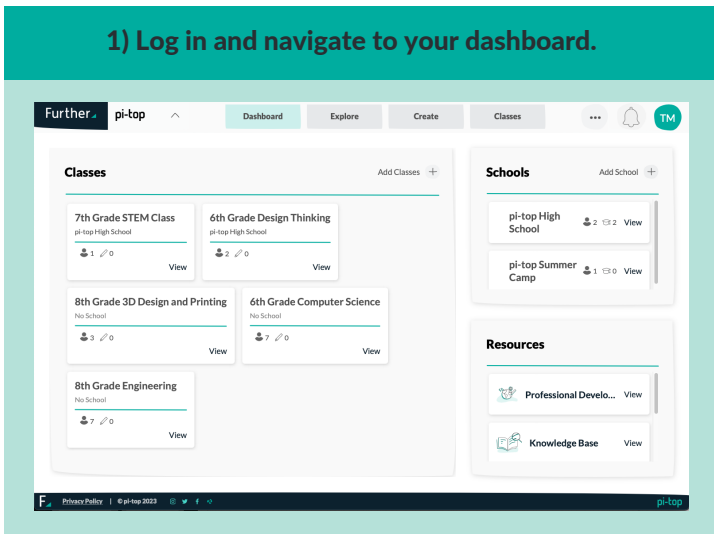 1) Log in and navigate to your dashboard.
Further pi-top Dashboard Explore Create Classes ••• TM
Classes Add Classes +
7th Grade STEM Class
pi-top High School
1 0
View
6th Grade Design Thinking
pi-top High School
2 0
View
8th Grade 3D Design and Printing
No School
3 0
View
6th Grade Computer Science
No School
7 0
View
8th Grade Engineering
No School
7 0
View
Schools Add School +
pi-top High
School
2 2 View
pi-top Summer
Camp
1 0 View
Resources
Professional Develo... View
Knowledge Base View
F Privacy Policy | © pi-top 2023 pi-top